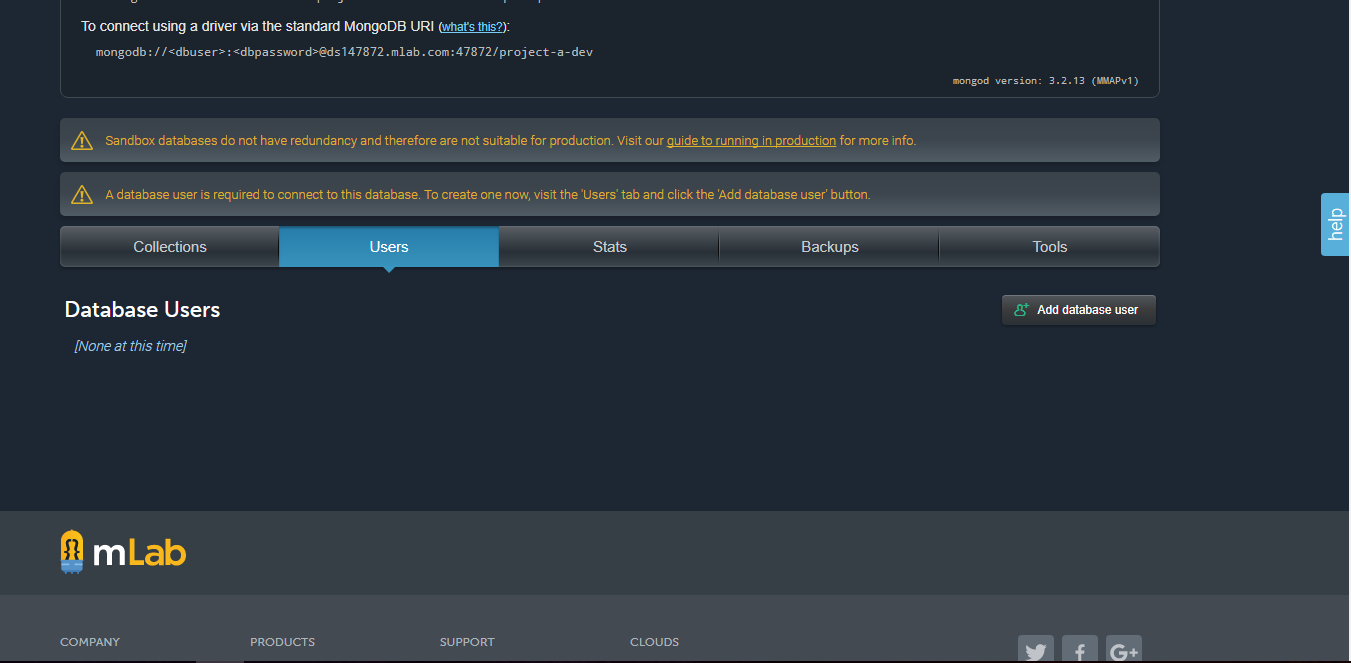 To connect using a driver via the standard MongoDB URI (what's this?):
mongodb://<dbuser>:<dbpassword>@ds147872.mlab.com:47872/project-a-dev
mongod version: 3.2.13 (MMAPv1)
Sandbox databases do not have redundancy and therefore are not suitable for production. Visit our guide to running in production for more info.
A database user is required to connect to this database. To create one now, visit the 'Users' tab and click the 'Add database user' button.
help
Collections Users Stats Backups Tools
Database Users
Add database user
[None at this time]
mLab
COMPANY PRODUCTS SUPPORT CLOUDS
G+